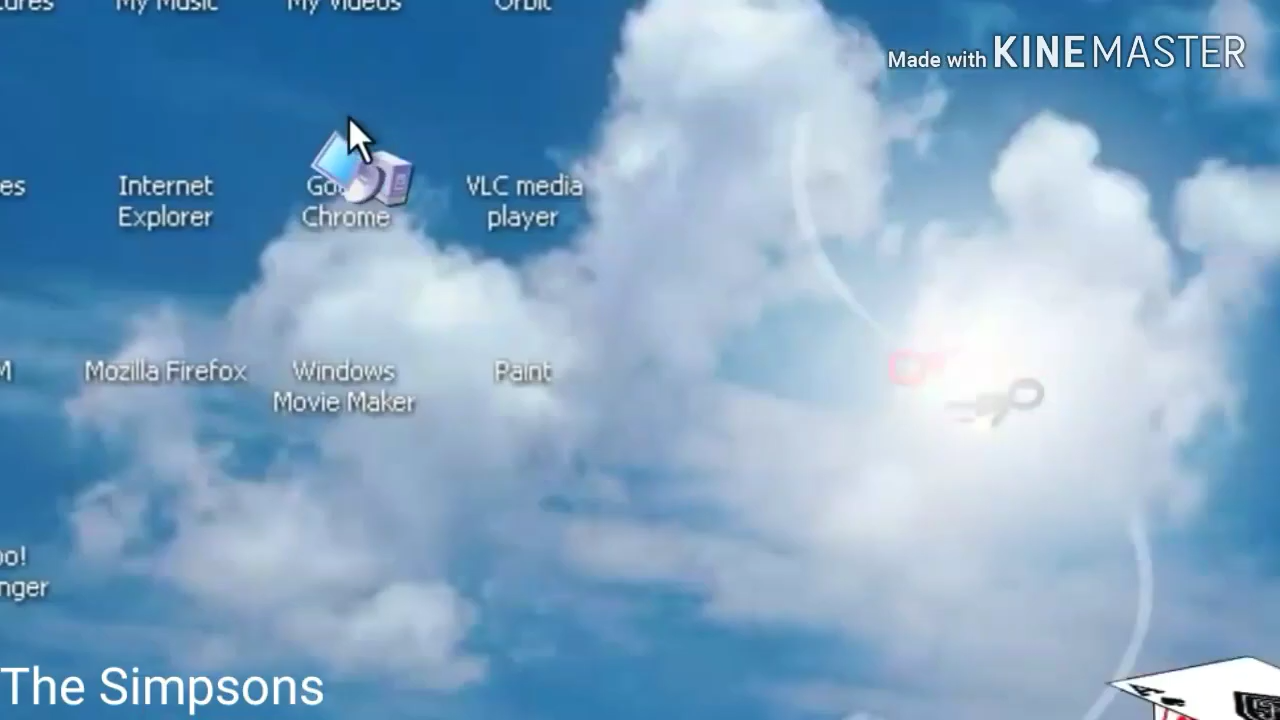 My Music
My Videos
Orbit
Made with KINEMASTER
Internet
Explorer
Chrome
VLC media
player
Mozilla Firefox
Windows
Movie Maker
Paint
The Simpsons